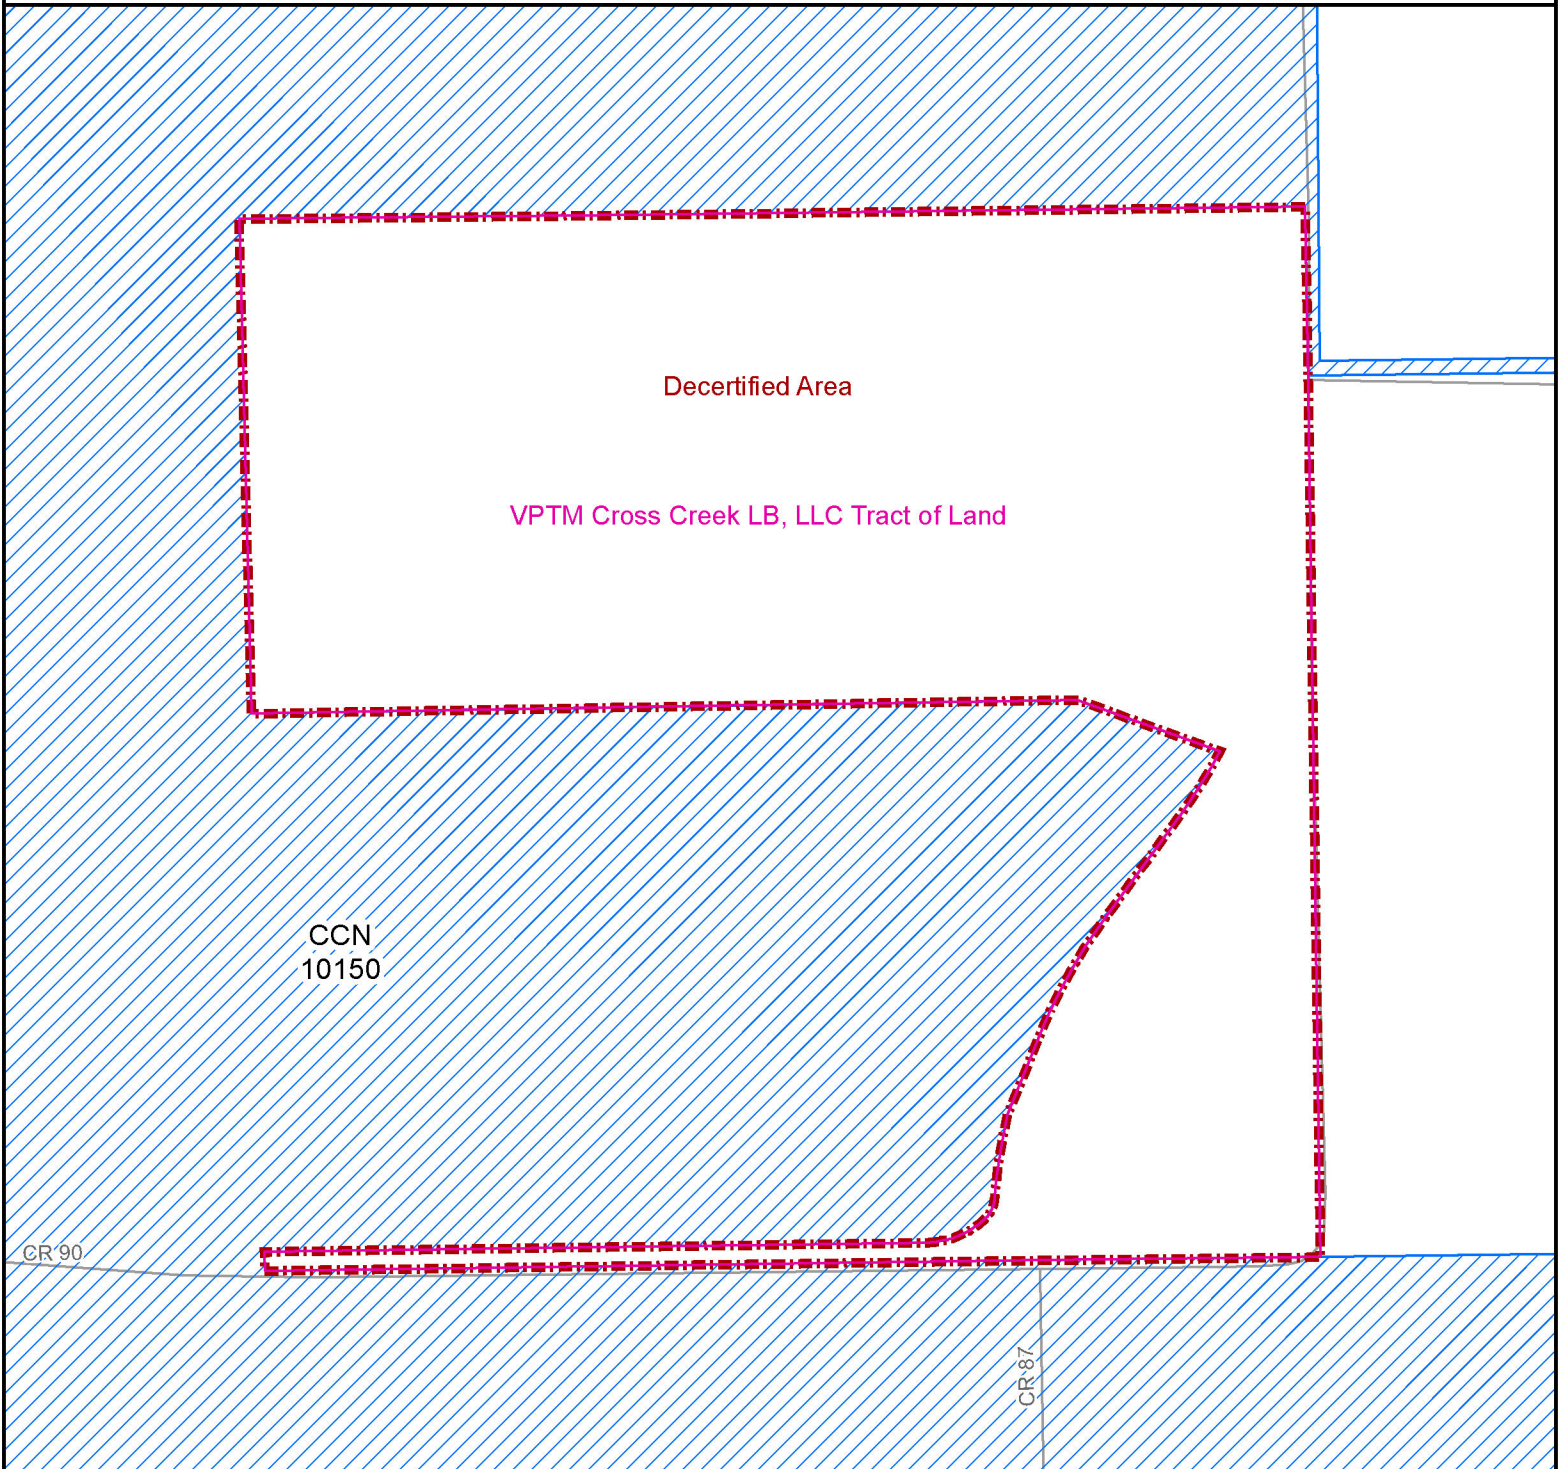 Decertified Area
VPTM Cross Creek LB, LLC Tract of Land
CCN
10150
CR 90
CR 87